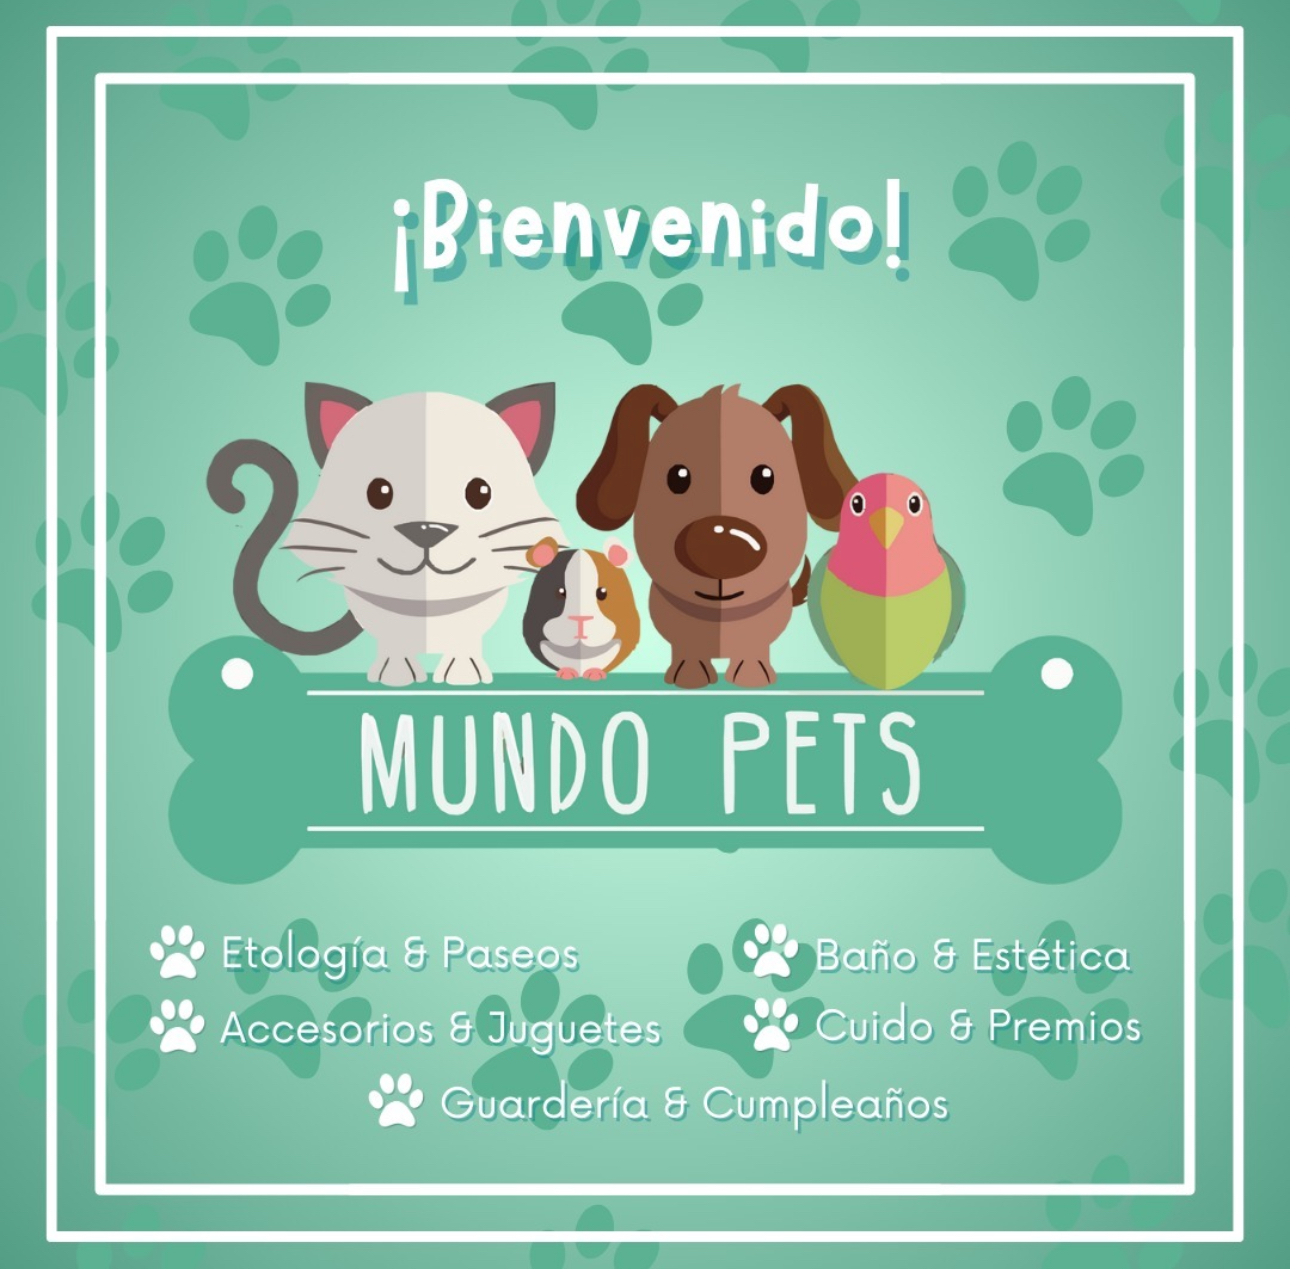 ¡Bienvenido!
MUNDO PETS
Etología & Paseos
Baño & Estética
Accesorios & Juguetes
Cuido & Premios
Guardería & Cumpleaños